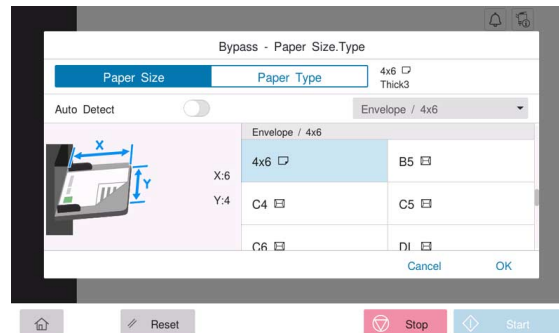 Bypass - Paper Size.Type
Paper Size
Paper Type
4x6
Thick3
Auto Detect
Envelope / 4x6
Envelope / 4x6
X
Y
X:6
Y:4
4x6
B5
C4
C5
C6
DL
Cancel
OK
Reset
Stop
Start